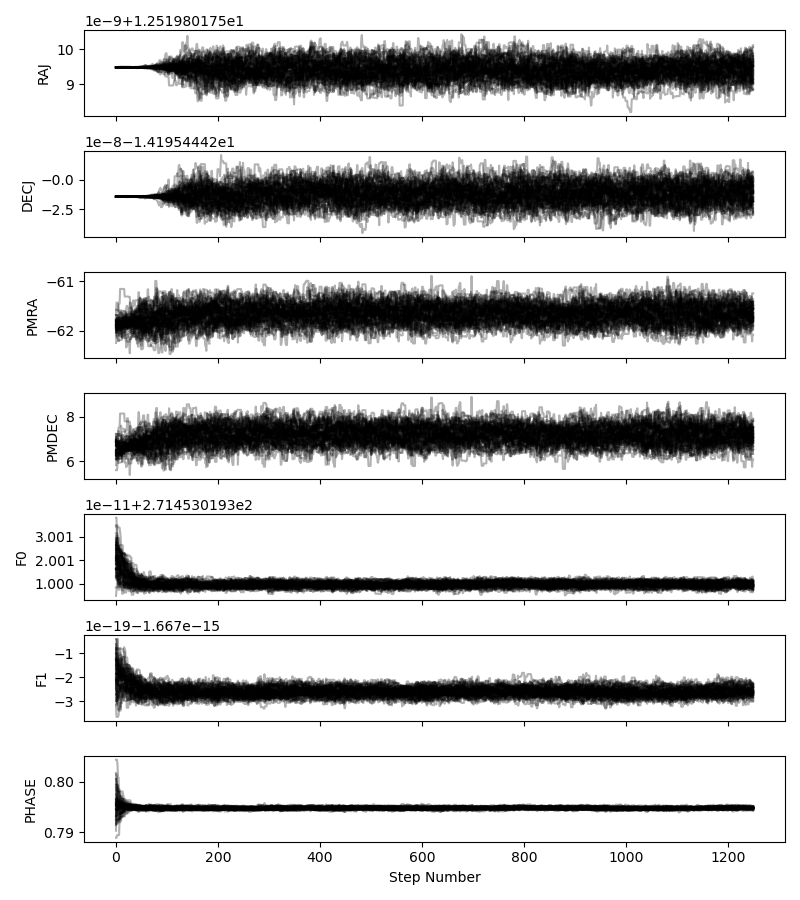 1e−9+1.251980175e1
10
9
RAJ
1e−8−1.41954442e1
−0.0
−2.5
DECJ
−61
−62
PMRA
8
6
PMDEC
1e−11+2.714530193e2
3.001
2.001
1.000
F0
1e−19−1.667e−15
−1
−2
−3
F1
0.80
0.79
PHASE
0 200 400 600 800 1000 1200
Step Number